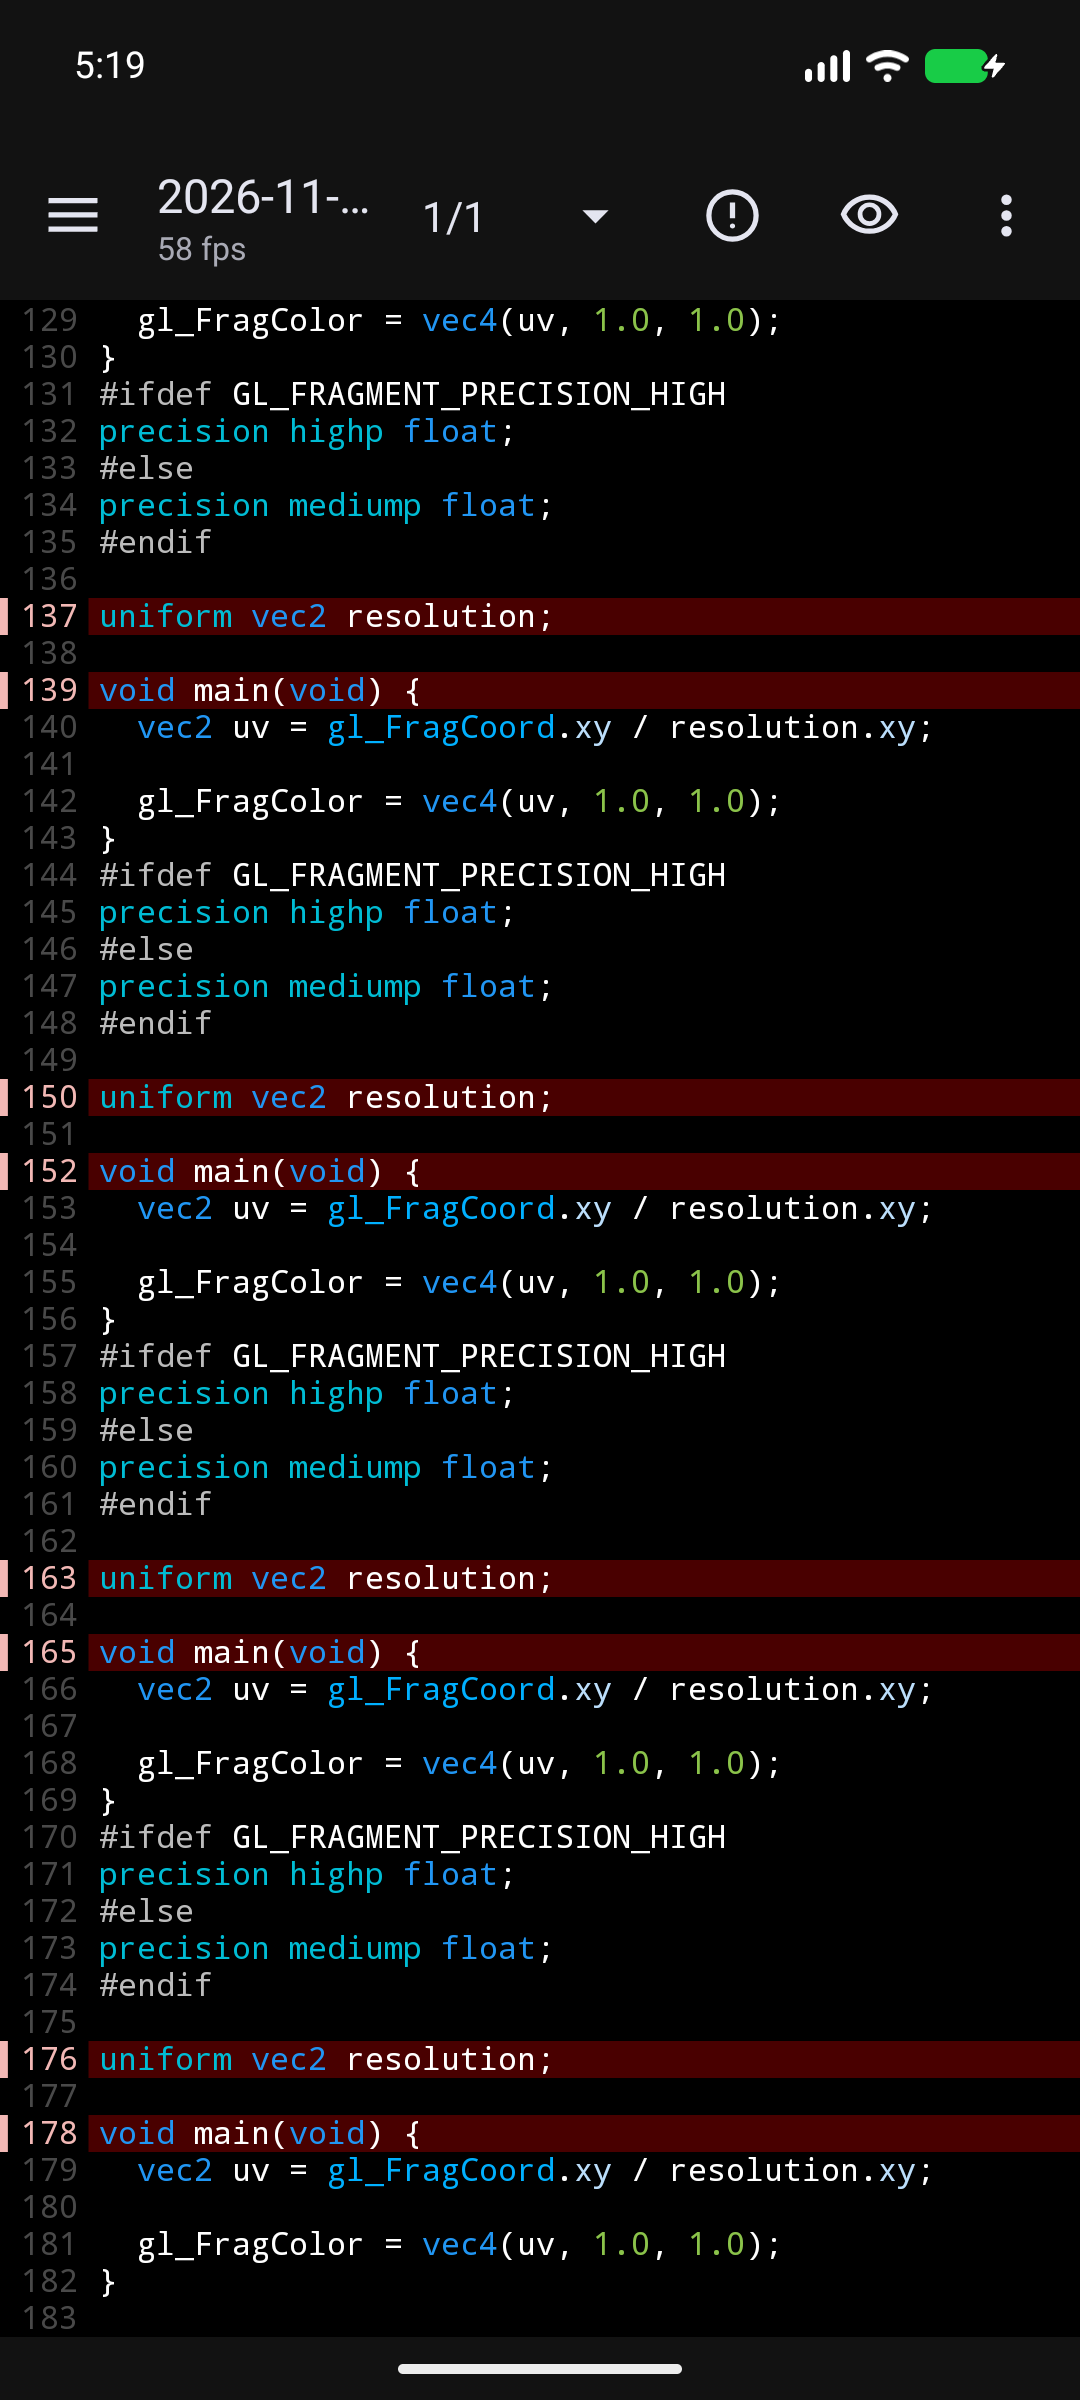 5:19
2026-11-...
58 fps
1/1
129   gl_FragColor = vec4(uv, 1.0, 1.0);
130 }
131 #ifdef GL_FRAGMENT_PRECISION_HIGH
132 precision highp float;
133 #else
134 precision mediump float;
135 #endif
136
137 uniform vec2 resolution;
138
139 void main(void) {
140   vec2 uv = gl_FragCoord.xy / resolution.xy;
141
142   gl_FragColor = vec4(uv, 1.0, 1.0);
143 }
144 #ifdef GL_FRAGMENT_PRECISION_HIGH
145 precision highp float;
146 #else
147 precision mediump float;
148 #endif
149
150 uniform vec2 resolution;
151
152 void main(void) {
153   vec2 uv = gl_FragCoord.xy / resolution.xy;
154
155   gl_FragColor = vec4(uv, 1.0, 1.0);
156 }
157 #ifdef GL_FRAGMENT_PRECISION_HIGH
158 precision highp float;
159 #else
160 precision mediump float;
161 #endif
162
163 uniform vec2 resolution;
164
165 void main(void) {
166   vec2 uv = gl_FragCoord.xy / resolution.xy;
167
168   gl_FragColor = vec4(uv, 1.0, 1.0);
169 }
170 #ifdef GL_FRAGMENT_PRECISION_HIGH
171 precision highp float;
172 #else
173 precision mediump float;
174 #endif
175
176 uniform vec2 resolution;
177
178 void main(void) {
179   vec2 uv = gl_FragCoord.xy / resolution.xy;
180
181   gl_FragColor = vec4(uv, 1.0, 1.0);
182 }
183